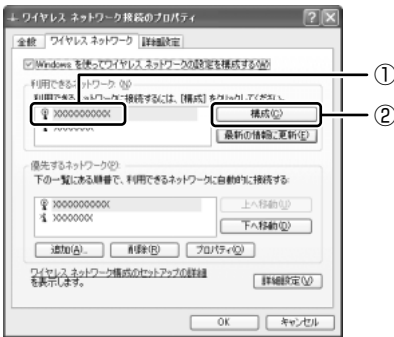 ワイヤレス ネットワーク接続のプロパティ
全般 ワイヤレス ネットワーク 詳細設定
Windows を使ってワイヤレス ネットワークの設定を構成する(W)
利用できるネットワーク(N)
利用できるネットワークに接続するには、[構成] をクリックしてください。
XXXXXXXXXX 構成(C)
XXXXXXX 最新の情報に更新(E)
①
②
優先するネットワーク(P):
下の一覧にある順番で、利用できるネットワークに自動的に接続する:
XXXXXXXXXX 上へ移動(U)
XXXXXXX 下へ移動(D)
追加(A)... 削除(R) プロパティ(O)
ワイヤレス ネットワーク構成のセットアップの詳細
を表示します。 詳細設定(V)
OK キャンセル